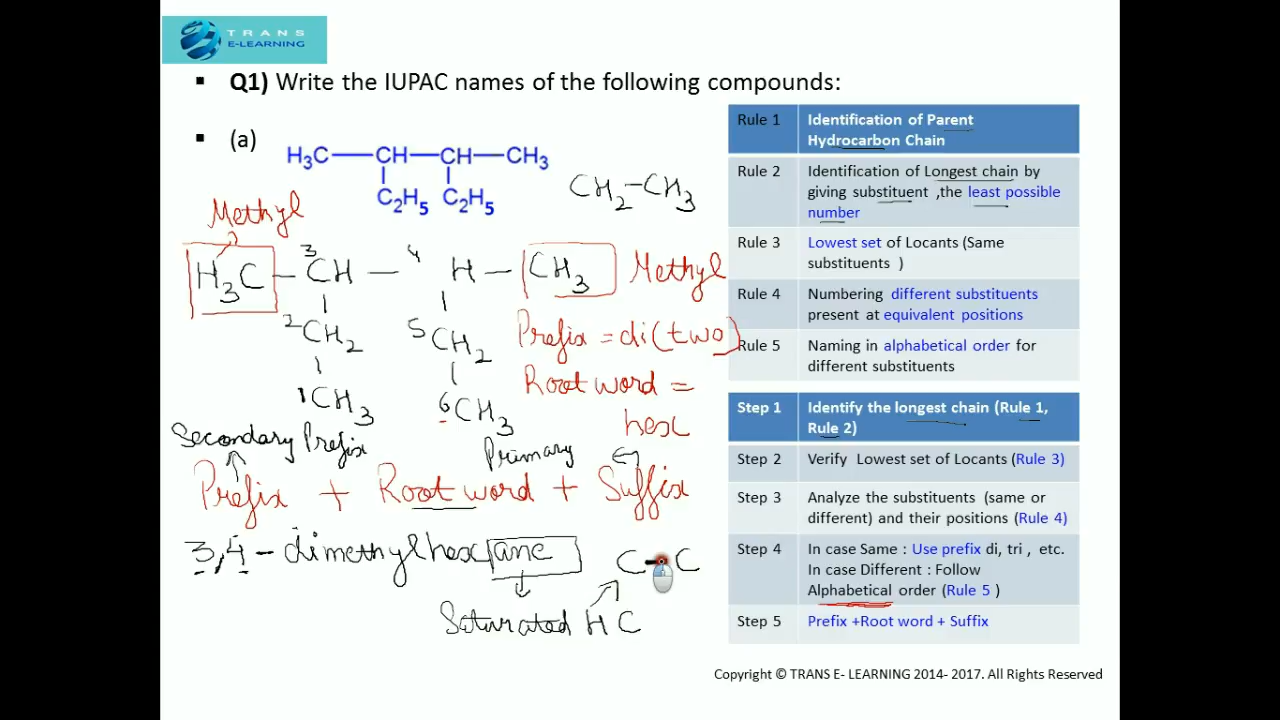 TRANS
E-LEARNING
▪ Q1) Write the IUPAC names of the following compounds:
▪ (a)
H₃C—CH—CH—CH₃
C₂H₅ C₂H₅
CH₂–CH₃
Methyl
3 4
H₃C – CH – H – CH₃ Methyl
2CH₂ 5CH₂
1CH₃ 6CH₃
Prefix = di (two)
Root word =
hex
Secondary Prefix
Primary
Prefix + Root word + Suffix
3,4 – dimethylhexane
C–C
Saturated HC
Rule 1 Identification of Parent
Hydrocarbon Chain
Rule 2 Identification of Longest chain by
giving substituent ,the least possible
number
Rule 3 Lowest set of Locants (Same
substituents )
Rule 4 Numbering different substituents
present at equivalent positions
Rule 5 Naming in alphabetical order for
different substituents
Step 1 Identify the longest chain (Rule 1,
Rule 2)
Step 2 Verify Lowest set of Locants (Rule 3)
Step 3 Analyze the substituents (same or
different) and their positions (Rule 4)
Step 4 In case Same : Use prefix di, tri , etc.
In case Different : Follow
Alphabetical order (Rule 5 )
Step 5 Prefix +Root word + Suffix
Copyright © TRANS E- LEARNING 2014- 2017. All Rights Reserved